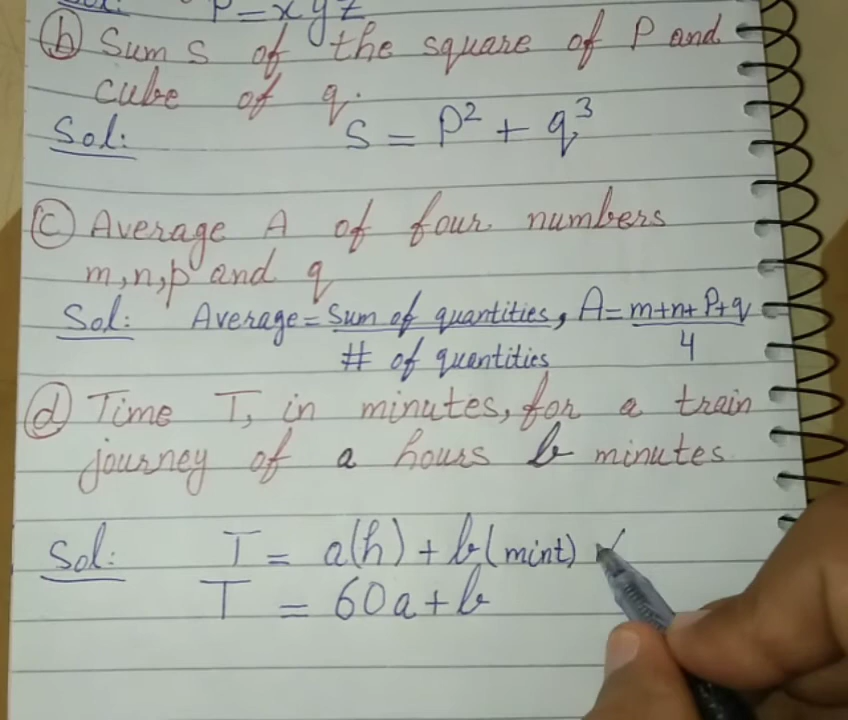 P=xyz
(b) Sum S of the square of P and
cube of q.
Sol: S = P² + q³
(c) Average A of four numbers
m,n,p and q
Sol: Average = Sum of quantities, A = m+n+P+q
# of quantities 4
(d) Time T, in minutes, for a train
journey of a hours b minutes
Sol: T = a(h) + b(mint)
T = 60a+b